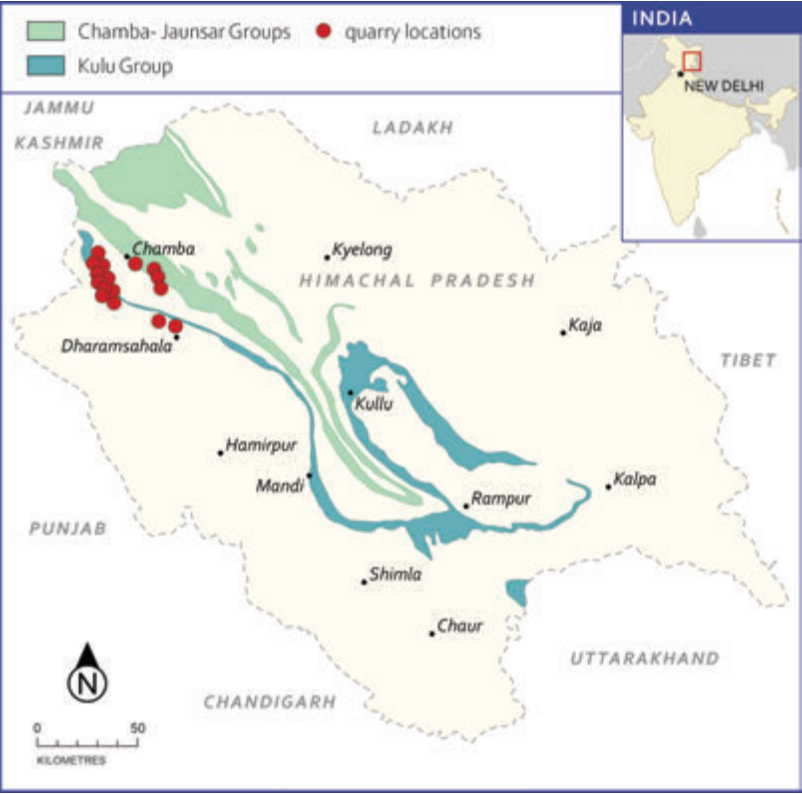 Chamba- Jaunsar Groups
quarry locations
Kulu Group
INDIA
NEW DELHI
JAMMU
KASHMIR
LADAKH
Chamba
Kyelong
HIMACHAL PRADESH
Kaja
Dharamsahala
TIBET
Kullu
Hamirpur
Mandi
Kalpa
Rampur
PUNJAB
Shimla
Chaur
UTTARAKHAND
N
CHANDIGARH
0 50
KILOMETRES